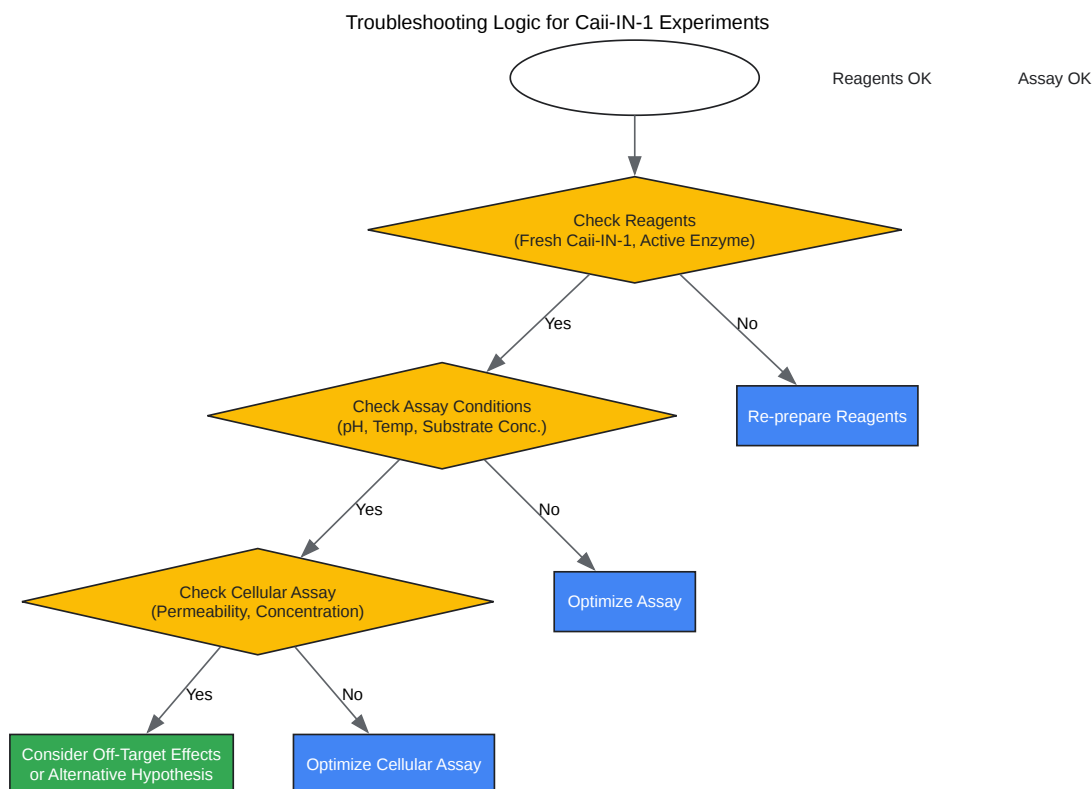 Troubleshooting Logic for Caii-IN-1 Experiments
Reagents OK
Assay OK
Check Reagents
(Fresh Caii-IN-1, Active Enzyme)
Yes
No
Check Assay Conditions
(pH, Temp, Substrate Conc.)
Re-prepare Reagents
Yes
No
Check Cellular Assay
(Permeability, Concentration)
Optimize Assay
Yes
No
Consider Off-Target Effects
or Alternative Hypothesis
Optimize Cellular Assay